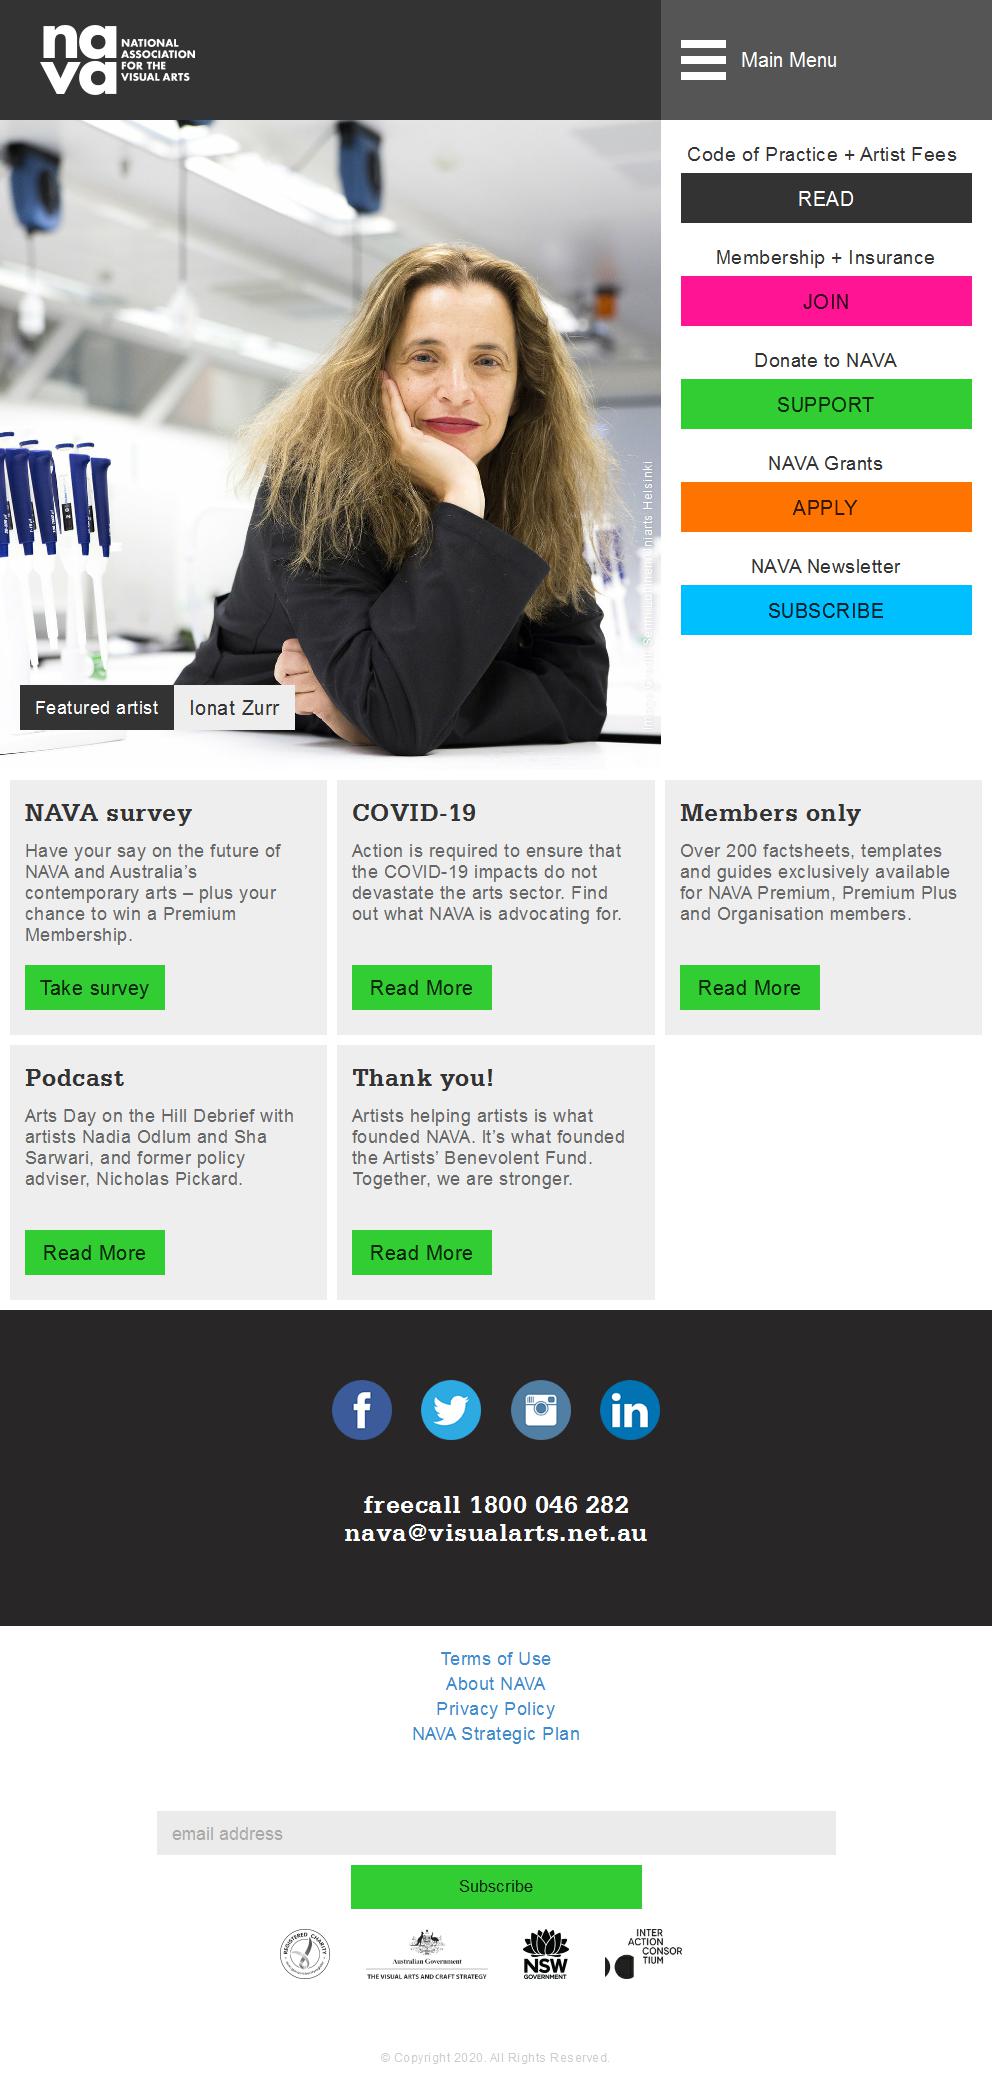 nava
NATIONAL
ASSOCIATION
FOR THE
VISUAL ARTS
Main Menu
Code of Practice + Artist Fees
READ
Membership + Insurance
JOIN
Donate to NAVA
SUPPORT
NAVA Grants
APPLY
NAVA Newsletter
SUBSCRIBE
Helsinki
Featured artist
Ionat Zurr
NAVA survey
Have your say on the future of
NAVA and Australia’s
contemporary arts – plus your
chance to win a Premium
Membership.
Take survey
COVID-19
Action is required to ensure that
the COVID-19 impacts do not
devastate the arts sector. Find
out what NAVA is advocating for.
Read More
Members only
Over 200 factsheets, templates
and guides exclusively available
for NAVA Premium, Premium Plus
and Organisation members.
Read More
Podcast
Arts Day on the Hill Debrief with
artists Nadia Odlum and Sha
Sarwari, and former policy
adviser, Nicholas Pickard.
Read More
Thank you!
Artists helping artists is what
founded NAVA. It’s what founded
the Artists’ Benevolent Fund.
Together, we are stronger.
Read More
freecall 1800 046 282
nava@visualarts.net.au
Terms of Use
About NAVA
Privacy Policy
NAVA Strategic Plan
email address
Subscribe
REGISTERED CHARITY
Australian Government
THE VISUAL ARTS AND CRAFT STRATEGY
NSW
GOVERNMENT
INTER
ACTION
CONSOR
TIUM
© Copyright 2020. All Rights Reserved.